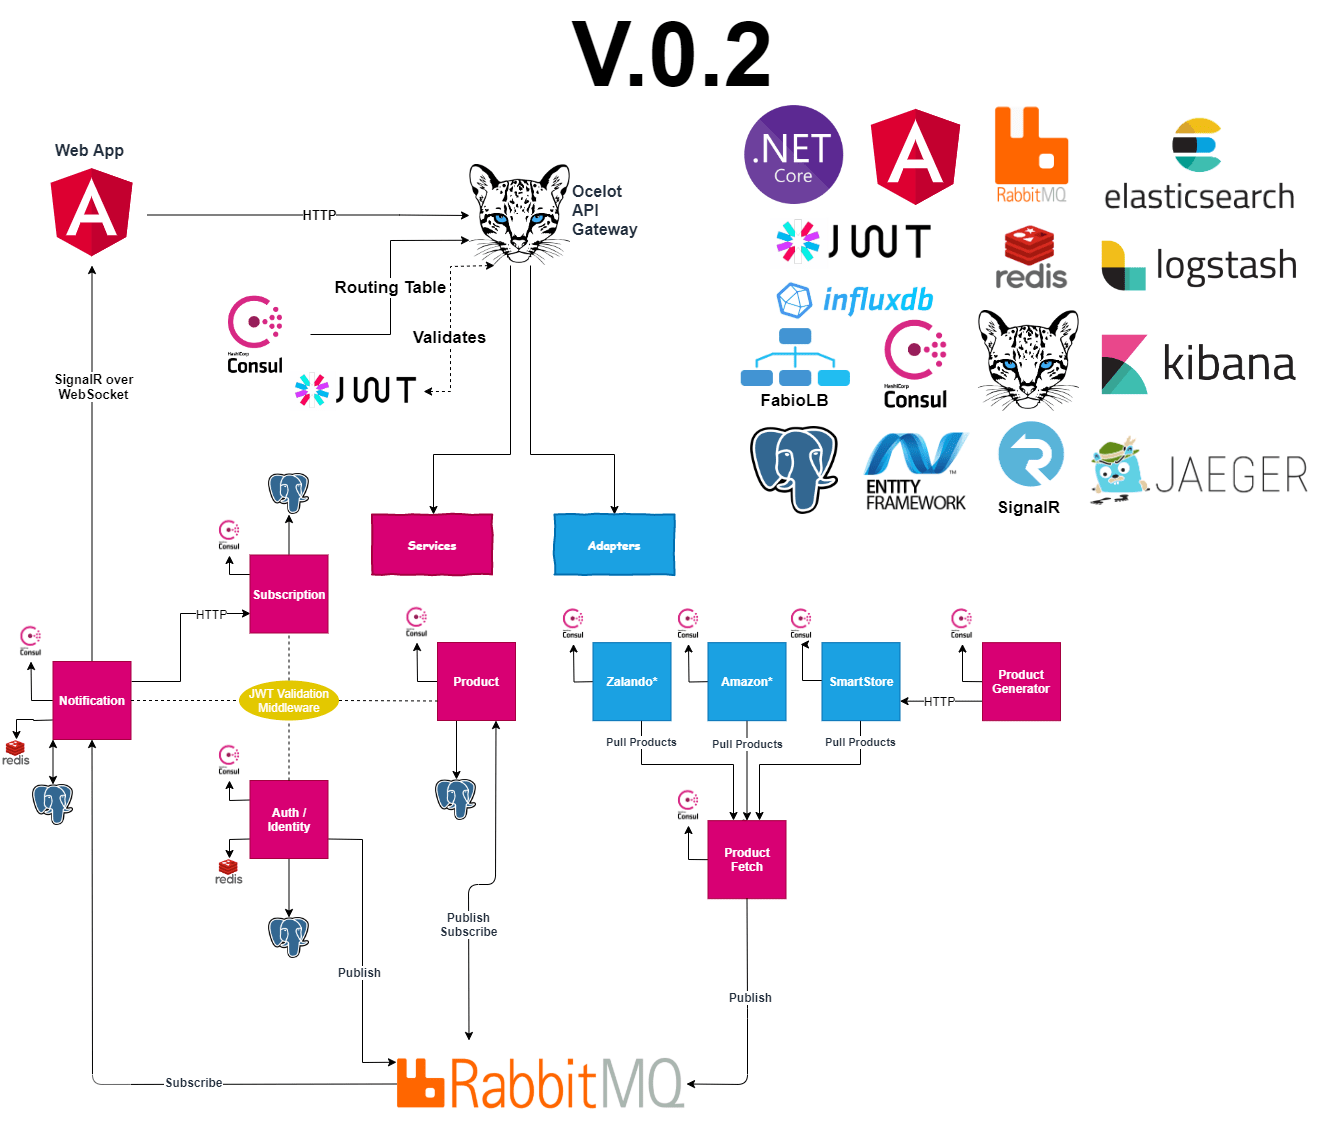 V.0.2
.NET
Core
RabbitMQ
elasticsearch
JWT
redis
logstash
influxdb
FabioLB
HashiCorp
Consul
kibana
ENTITY
FRAMEWORK
TM
SignalR
JAEGER
Web App
HTTP
Ocelot
API
Gateway
Routing Table
Validates
HashiCorp
Consul
JWT
SignalR over
WebSocket
Services
Adapters
Consul
Subscription
HTTP
Consul
Notification
redis
JWT Validation
Middleware
Consul
Product
Consul
Zalando*
Consul
Amazon*
Consul
SmartStore
HTTP
Consul
Product
Generator
Pull Products
Pull Products
Pull Products
Consul
Auth /
Identity
redis
Consul
Product
Fetch
Publish
Subscribe
Publish
Publish
Subscribe
RabbitMQ